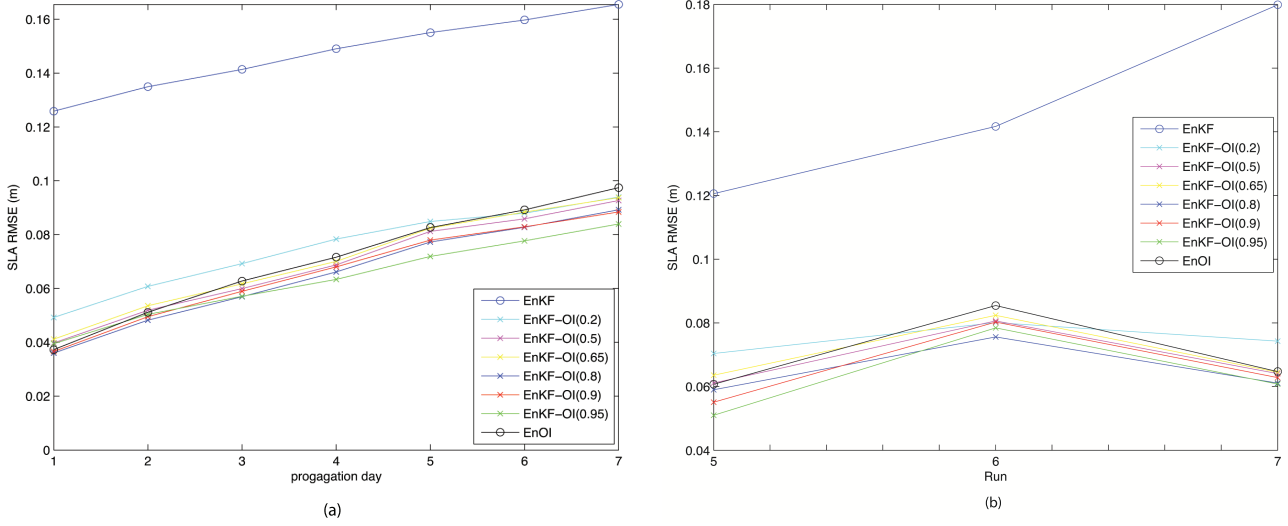 0.16
0.14
0.12
0.1
0.08
0.06
0.04
0.02
0
SLA RMSE (m)
1 2 3 4 5 6 7
progagation day
EnKF
EnKF−OI(0.2)
EnKF−OI(0.5)
EnKF−OI(0.65)
EnKF−OI(0.8)
EnKF−OI(0.9)
EnKF−OI(0.95)
EnOI
(a)
0.18
0.16
0.14
0.12
0.1
0.08
0.06
0.04
SLA RMSE (m)
5 6 7
Run
EnKF
EnKF−OI(0.2)
EnKF−OI(0.5)
EnKF−OI(0.65)
EnKF−OI(0.8)
EnKF−OI(0.9)
EnKF−OI(0.95)
EnOI
(b)